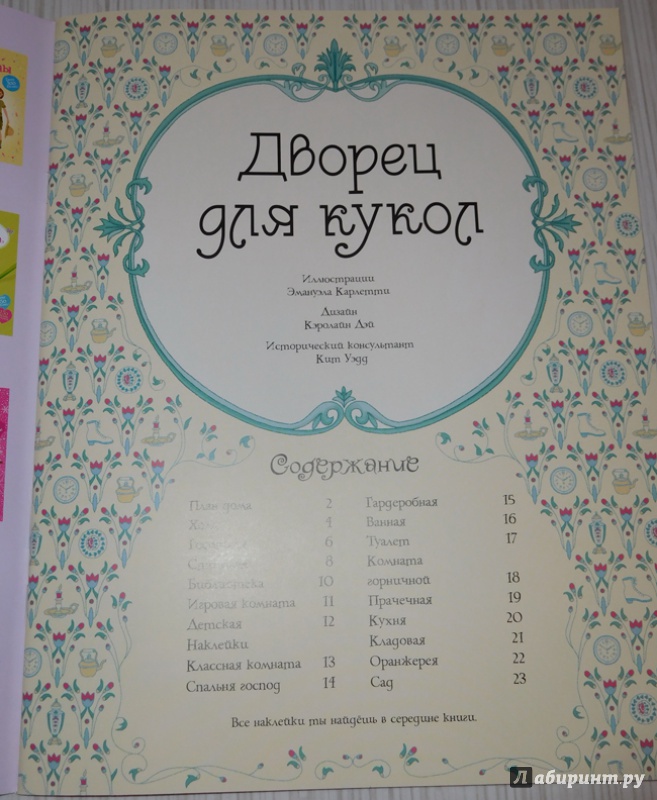 Дворец
для кукол
Иллюстрации
Эмануэла Карлетти
Дизайн
Кэролайн Дэй
Исторический консультант
Кит Уэдд
Содержание
План дома 2
4
6
8
Библиотека 10
Игровая комната 11
Детская 12
Наклейки
Классная комната 13
Спальня господ 14
Гардеробная 15
Ванная 16
Туалет 17
Комната
горничной 18
Прачечная 19
Кухня 20
Кладовая 21
Оранжерея 22
Сад 23
Все наклейки ты найдёшь в середине книги.
Лабиринт.ру